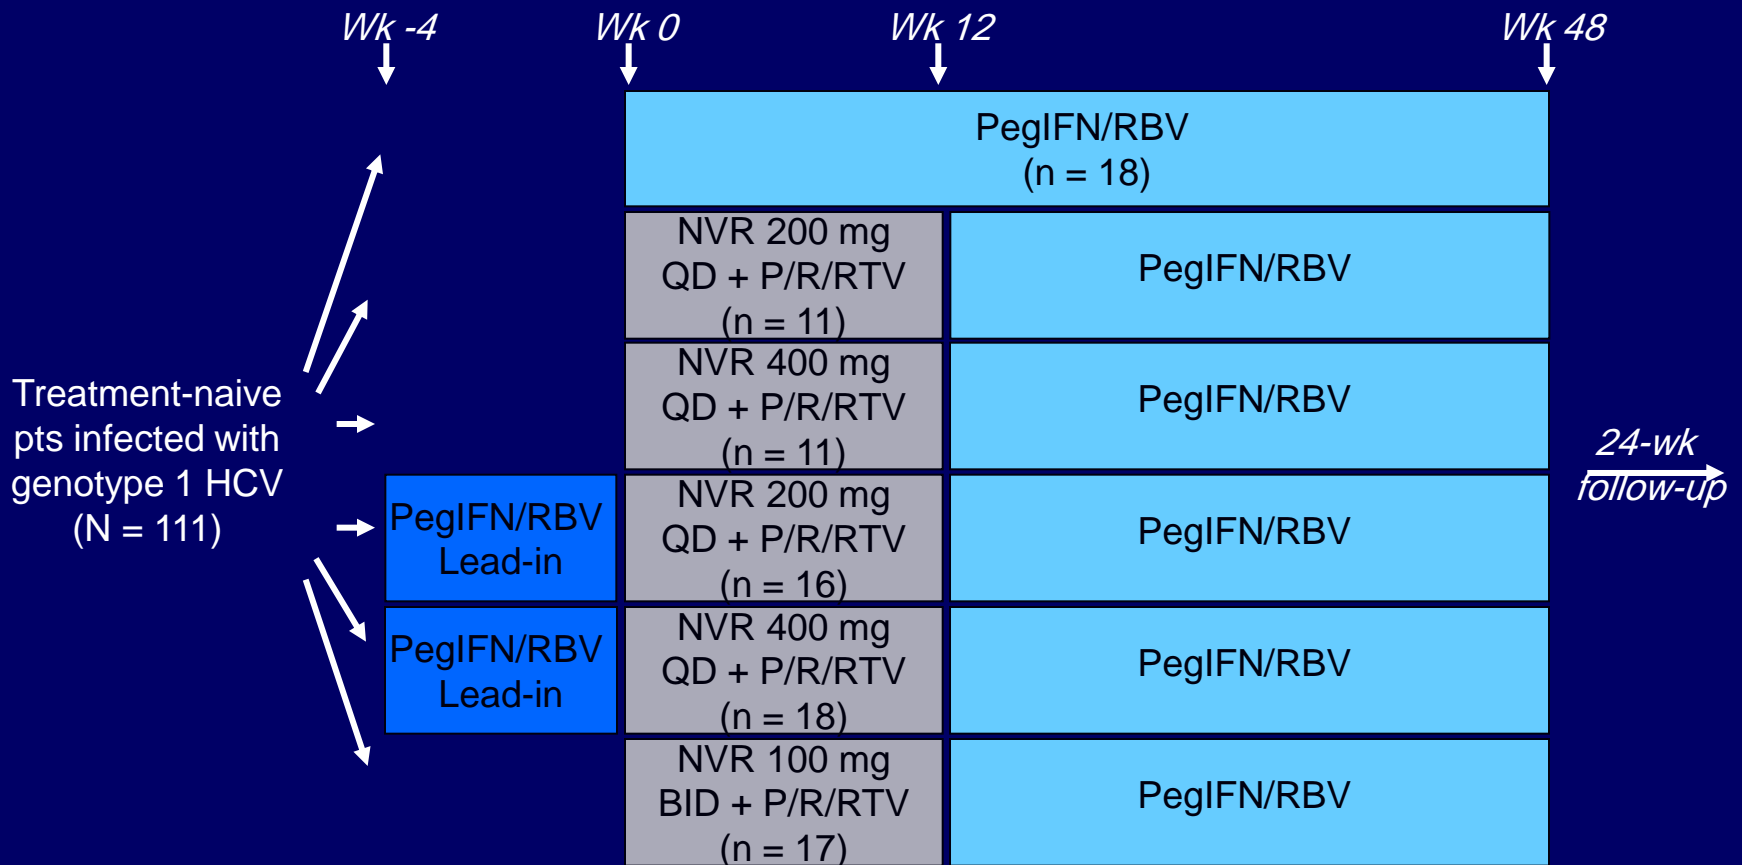 Wk -4
Wk 0
Wk 12
Wk 48
PegIFN/RBV
(n = 18)
NVR 200 mg
QD + P/R/RTV
(n = 11)
PegIFN/RBV
NVR 400 mg
QD + P/R/RTV
(n = 11)
PegIFN/RBV
Treatment-naive
pts infected with
genotype 1 HCV
(N = 111)
24-wk
follow-up
PegIFN/RBV
Lead-in
NVR 200 mg
QD + P/R/RTV
(n = 16)
PegIFN/RBV
PegIFN/RBV
Lead-in
NVR 400 mg
QD + P/R/RTV
(n = 18)
PegIFN/RBV
NVR 100 mg
BID + P/R/RTV
(n = 17)
PegIFN/RBV